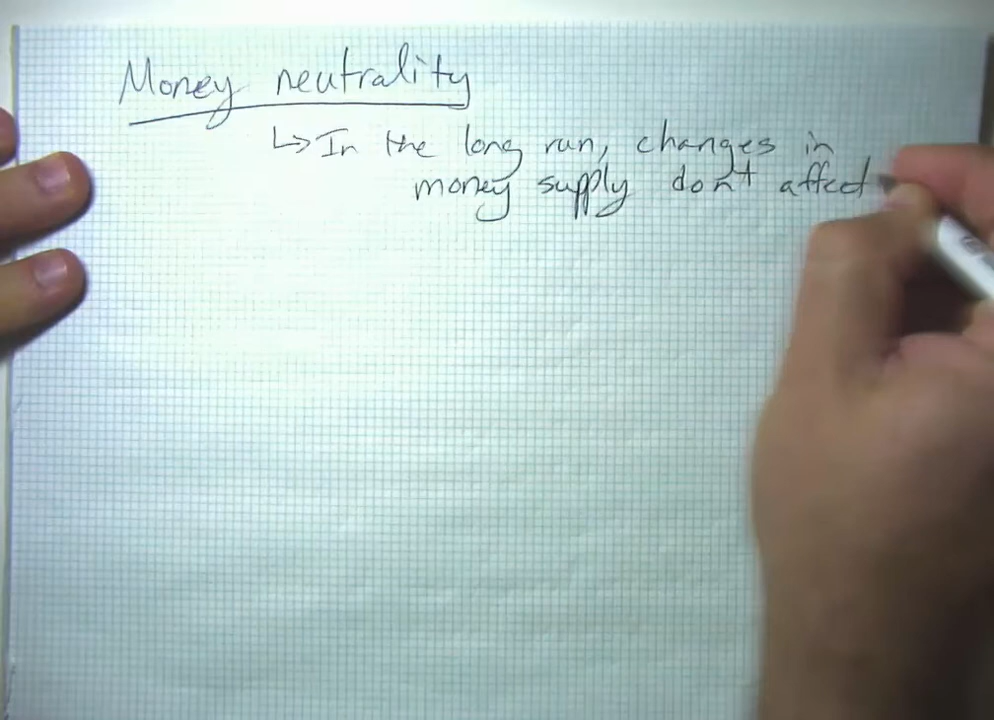 Money neutrality
↳ In the long run, changes in
money supply don't affect